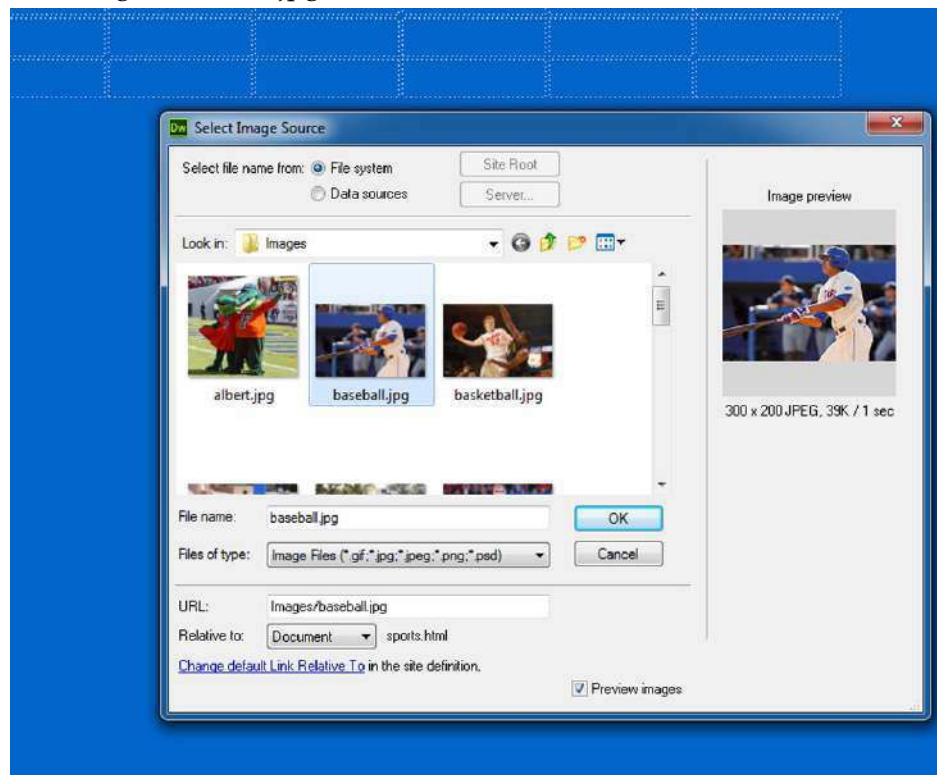 Dw Select Image Source
Select file name from: File system Site Root
Data sources Server...
Image preview
Look in: Images
albert.jpg baseball.jpg basketball.jpg
300 x 200 JPEG, 39K / 1 sec
File name: baseball.jpg OK
Files of type: Image Files (*.gif;*.jpg;*.jpeg;*.png;*.psd) Cancel
URL: Images/baseball.jpg
Relative to: Document sports.html
Change default Link Relative To in the site definition.
Preview images